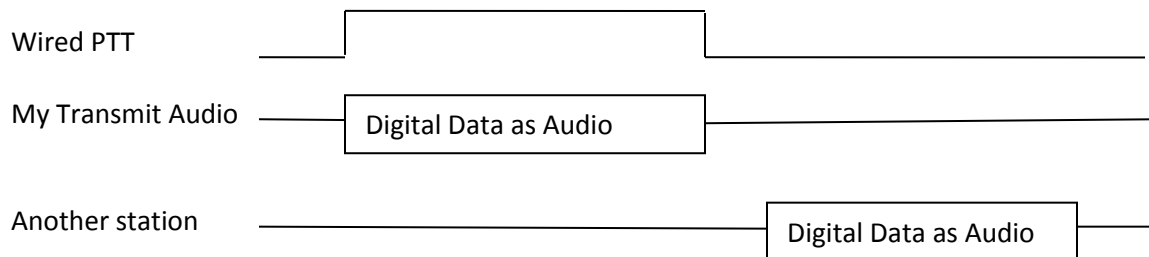 Wired PTT
My Transmit Audio
Digital Data as Audio
Another station
Digital Data as Audio